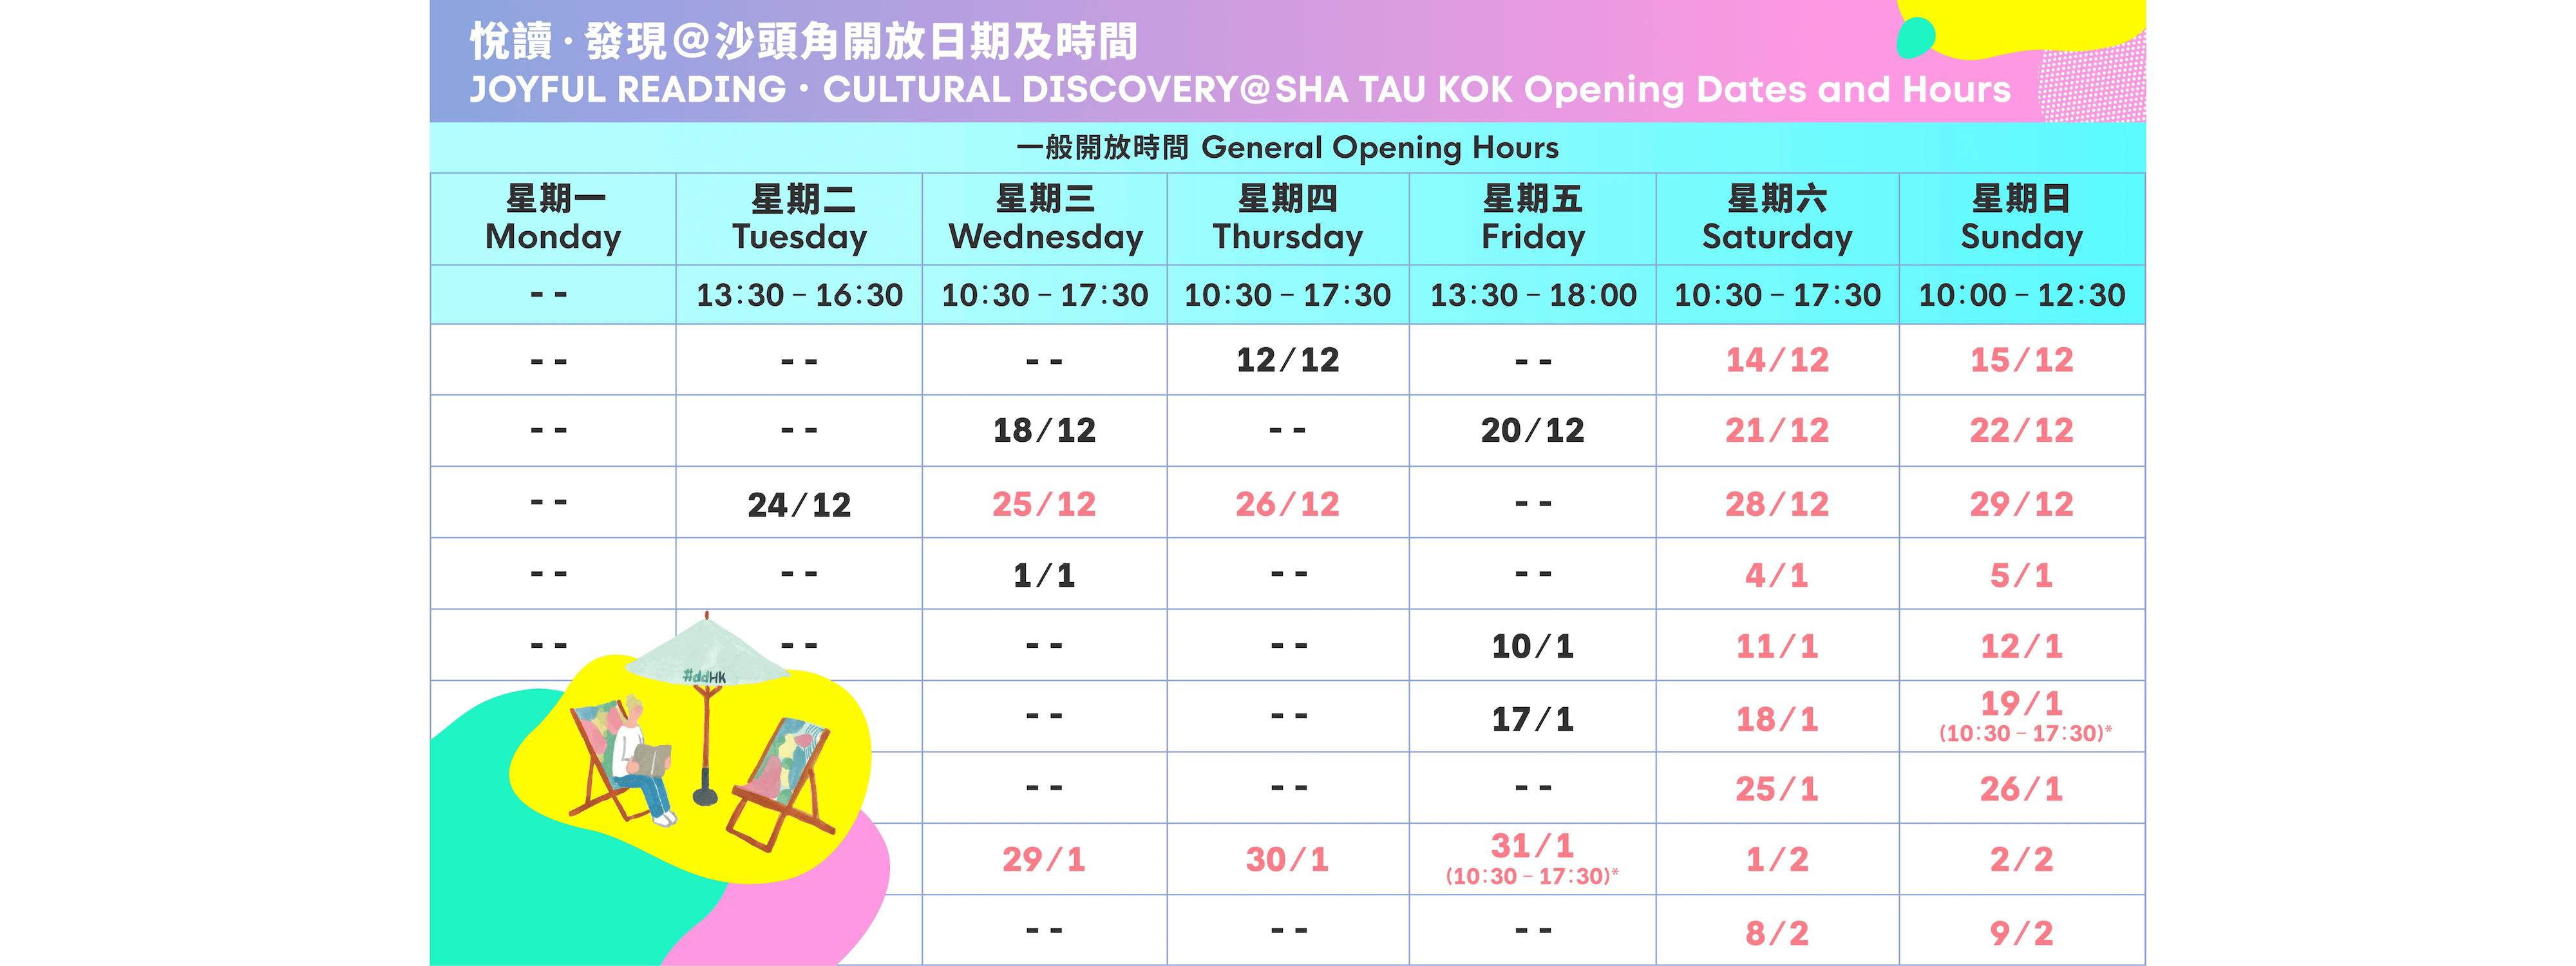 悅讀·發現@沙頭角開放日期及時間
JOYFUL READING・CULTURAL DISCOVERY@SHA TAU KOK Opening Dates and Hours
一般開放時間 General Opening Hours
星期一 星期二 星期三 星期四 星期五 星期六 星期日
Monday Tuesday Wednesday Thursday Friday Saturday Sunday
-- 13:30 – 16:30 10:30 – 17:30 10:30 – 17:30 13:30 – 18:00 10:30 – 17:30 10:00 – 12:30
-- -- -- 12/12 -- 14/12 15/12
-- -- 18/12 -- 20/12 21/12 22/12
-- 24/12 25/12 26/12 -- 28/12 29/12
-- -- 1/1 -- -- 4/1 5/1
-- -- -- -- 10/1 11/1 12/1
#ddHK
-- -- 17/1 18/1 19/1
(10:30 – 17:30)*
-- -- -- 25/1 26/1
29/1 30/1 31/1 1/2 2/2
(10:30 – 17:30)*
-- -- -- 8/2 9/2